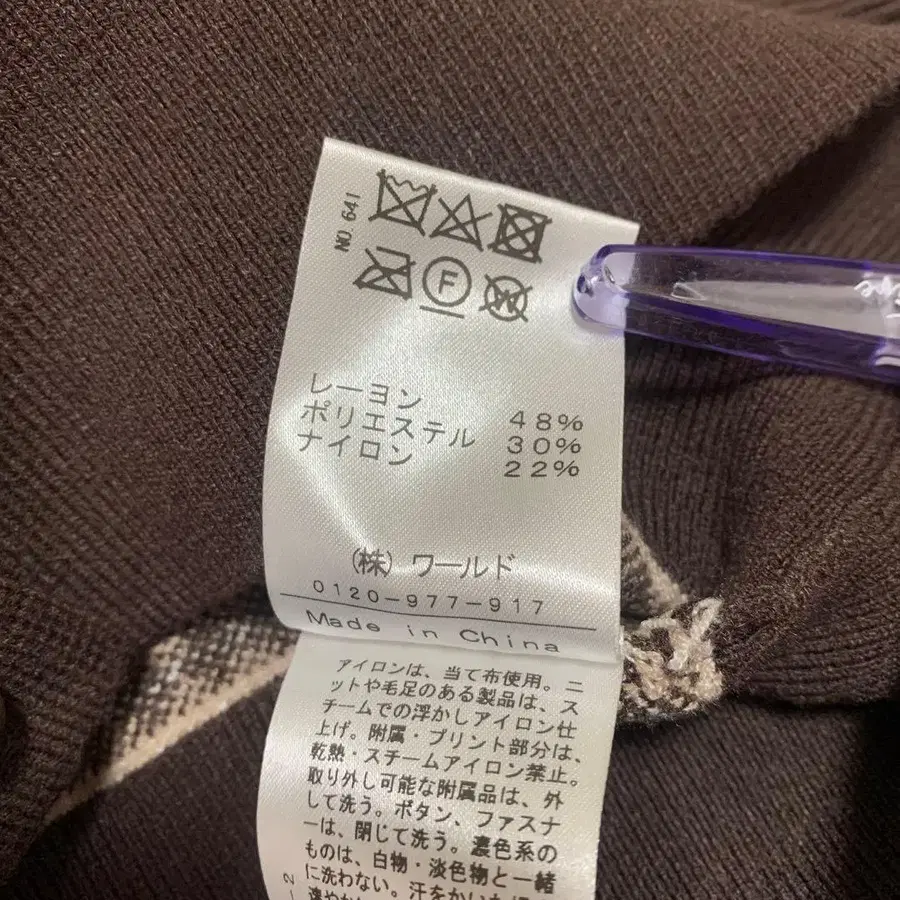 NO. 641
F
W
レーヨン 48%
ポリエステル 30%
ナイロン 22%
(株) ワールド
0120-977-917
Made in China
アイロンは、当て布使用。ニ
ットや毛足のある製品は、ス
チームでの浮かしアイロン仕
上げ。附属・プリント部分は、
乾熱・スチームアイロン禁止。
取り外し可能な附属品は、外
して洗う。ボタン、ファスナ
ーは、閉じて洗う。濃色系の
ものは、白物・淡色物と一緒
に洗わない。汗をかいた